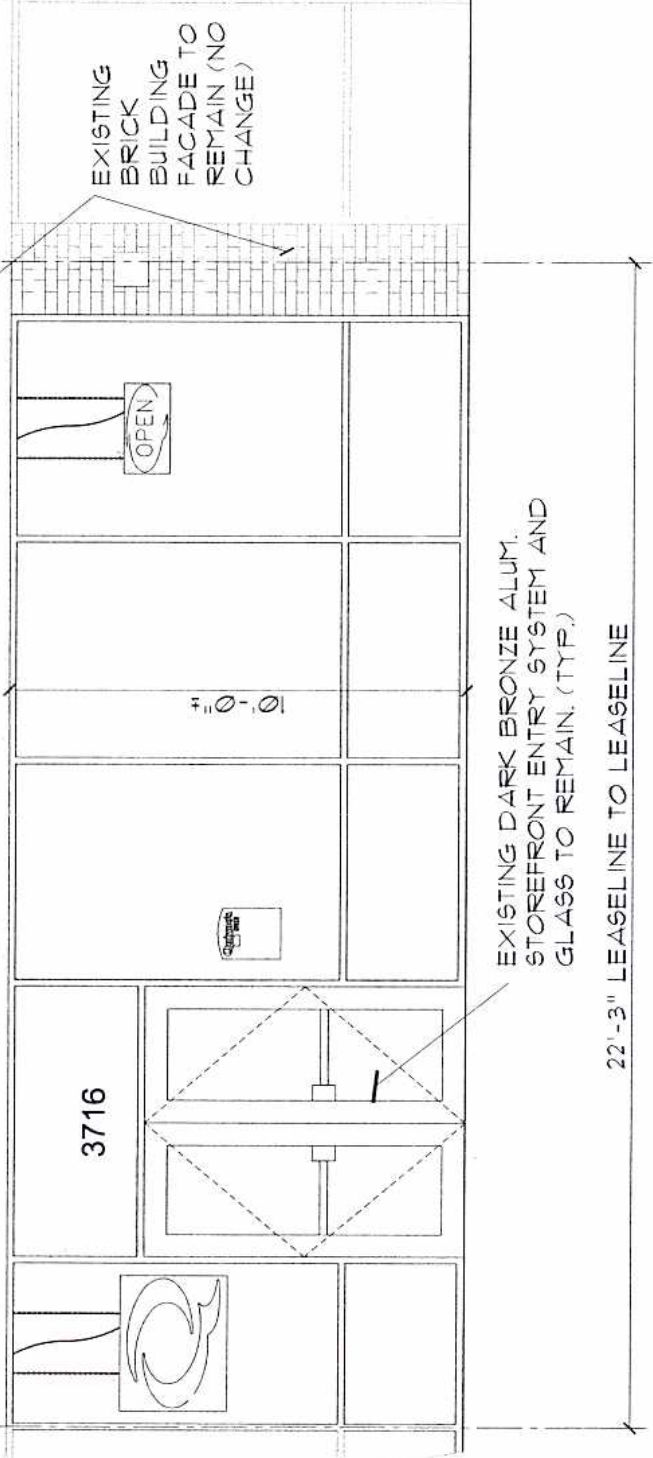 EXISTING
BRICK
BUILDING
FACADE TO
REMAIN (NO
CHANGE)
OPEN
10'-0"±
3716
EXISTING DARK BRONZE ALUM.
STOREFRONT ENTRY SYSTEM AND
GLASS TO REMAIN. (TYP.)
22'-3" LEASELINE TO LEASELINE